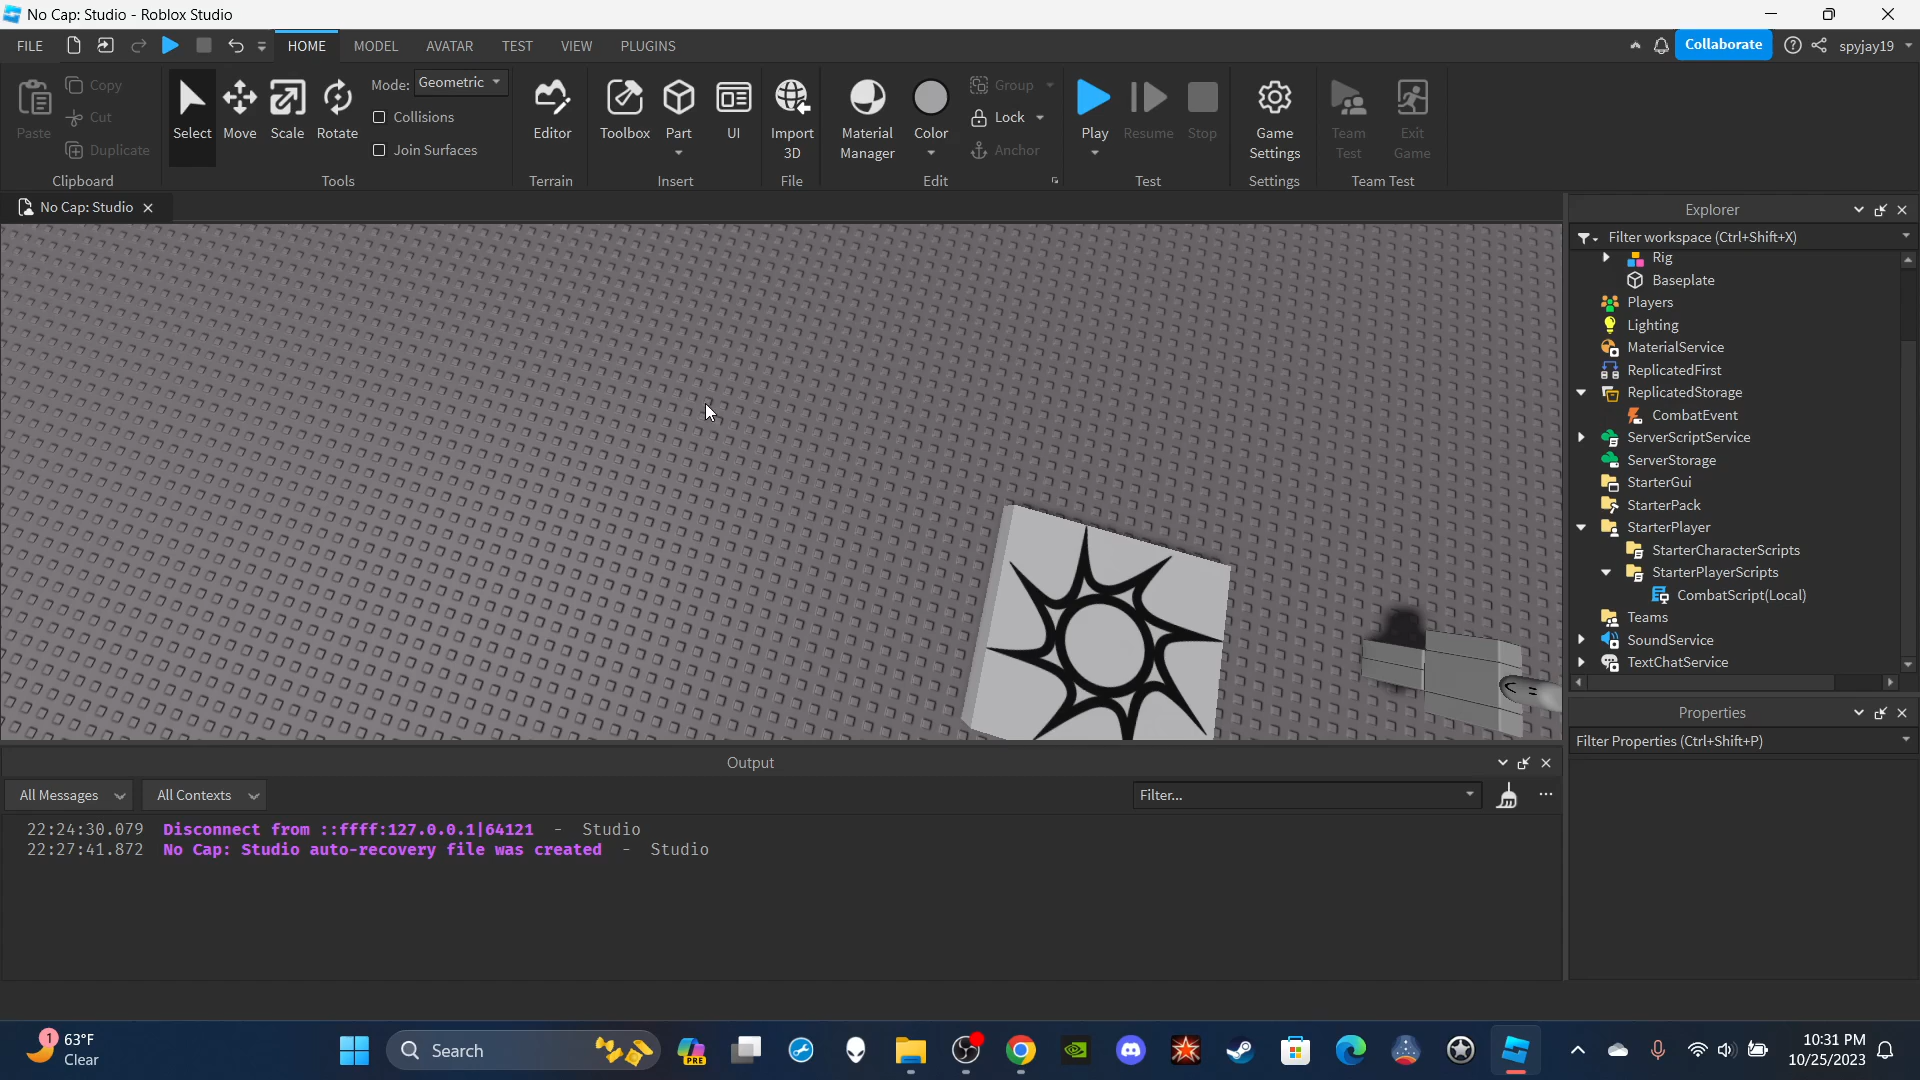 No Cap: Studio - Roblox Studio
FILE HOME MODEL AVATAR TEST VIEW PLUGINS Collaborate spyjay19
Paste
Copy
Cut
Duplicate
Clipboard
Select Move Scale Rotate
Mode: Geometric
Collisions
Join Surfaces
Tools
Editor
Terrain
Toolbox Part UI
Insert
Import
3D
File
Material
Manager
Color
Group
Lock
Anchor
Edit
Play Resume Stop
Test
Game
Settings
Settings
Team
Test
Exit
Game
Team Test
No Cap: Studio
Explorer
Filter workspace (Ctrl+Shift+X)
Rig
Baseplate
Players
Lighting
MaterialService
ReplicatedFirst
ReplicatedStorage
CombatEvent
ServerScriptService
ServerStorage
StarterGui
StarterPack
StarterPlayer
StarterCharacterScripts
StarterPlayerScripts
CombatScript(Local)
Teams
SoundService
TextChatService
Properties
Filter Properties (Ctrl+Shift+P)
Output
All Messages All Contexts Filter...
22:24:30.079 Disconnect from ::ffff:127.0.0.1|64121 - Studio
22:27:41.872 No Cap: Studio auto-recovery file was created - Studio
1
63°F
Clear
Search
PRE
10:31 PM
10/25/2023